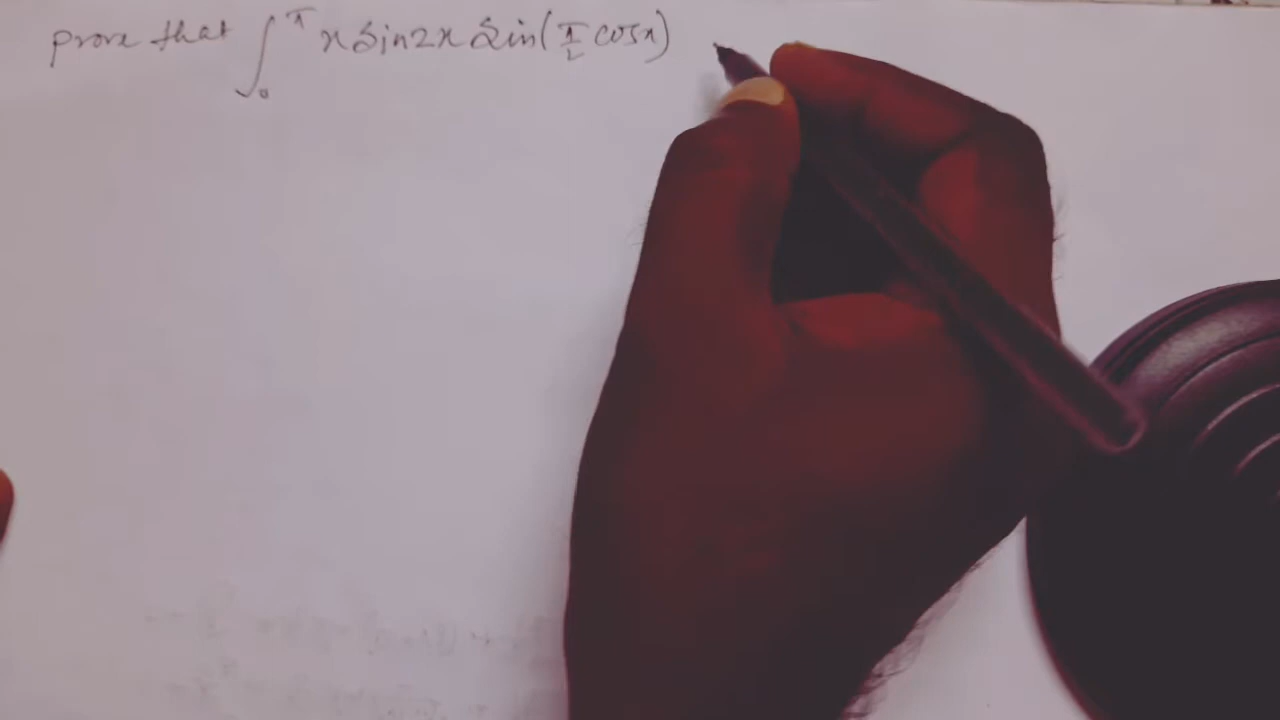 prove that ∫₀^π x sin2x sin(π/2 cosx)